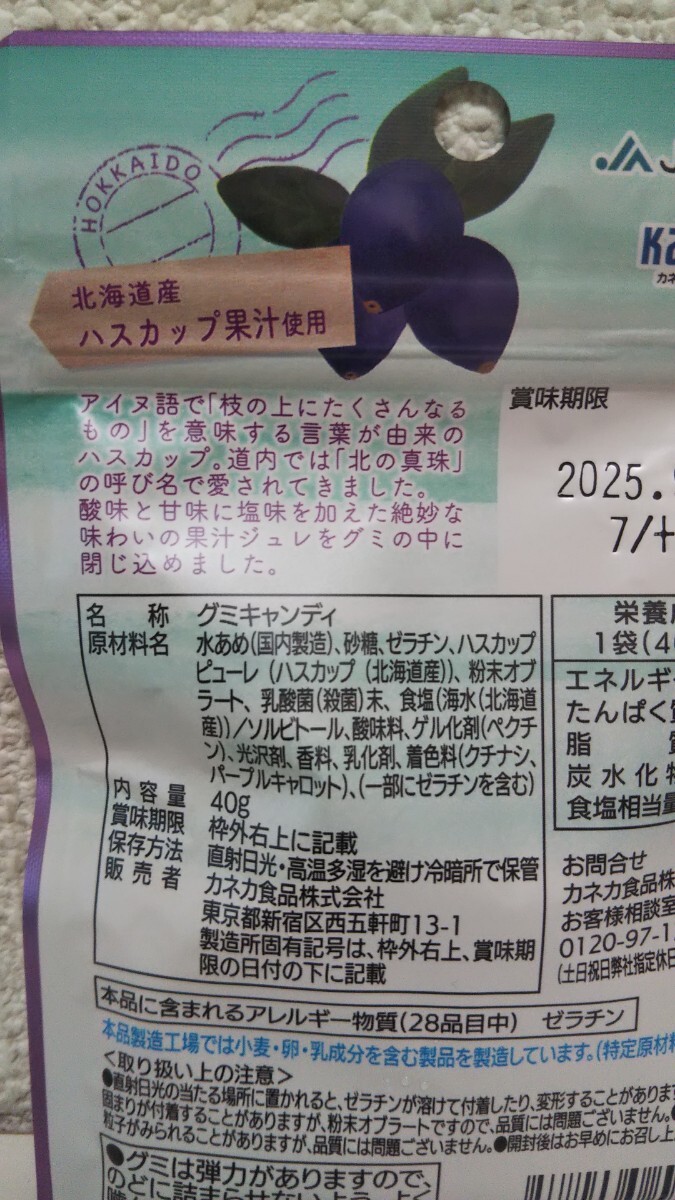 HOKKAIDO
JA
北海道産
ハスカップ果汁使用
アイヌ語で「枝の上にたくさんなる
もの」を意味する言葉が由来の
ハスカップ。道内では「北の真珠」
の呼び名で愛されてきました。
酸味と甘味に塩味を加えた絶妙な
味わいの果汁ジュレをグミの中に
閉じ込めました。
賞味期限
2025.
7/
名 称 グミキャンディ
原材料名 水あめ(国内製造)、砂糖、ゼラチン、ハスカップ
ピューレ(ハスカップ(北海道産))、粉末オブ
ラート、乳酸菌(殺菌)末、食塩(海水(北海道
産))/ソルビトール、酸味料、ゲル化剤(ペクチ
ン)、光沢剤、香料、乳化剤、着色料(クチナシ、
パープルキャロット)、(一部にゼラチンを含む)
内容量 40g
賞味期限 枠外右上に記載
保存方法 直射日光・高温多湿を避け冷暗所で保管
販売者 カネカ食品株式会社
東京都新宿区西五軒町13-1
製造所固有記号は、枠外右上、賞味期
限の日付の下に記載
栄養
1袋(4
エネルギ
たんぱく質
脂 質
炭水化物
食塩相当量
お問合せ
カネカ食品株
お客様相談室
0120-97-1
(土日祝日弊社指定休日
本品に含まれるアレルギー物質(28品目中) ゼラチン
本品製造工場では小麦・卵・乳成分を含む製品を製造しています。(特定原材料
<取り扱い上の注意>
●直射日光の当たる場所に置かれると、ゼラチンが溶けて付着したり、変形することがありま
固まりが付着することがありますが、粉末オブラートですので、品質には問題ございません。
粒子がみられることがありますが、品質には問題ございません。●開封後はお早めにお召し上
●グミは弾力がありますので、
のどに詰まらせないよう、よく